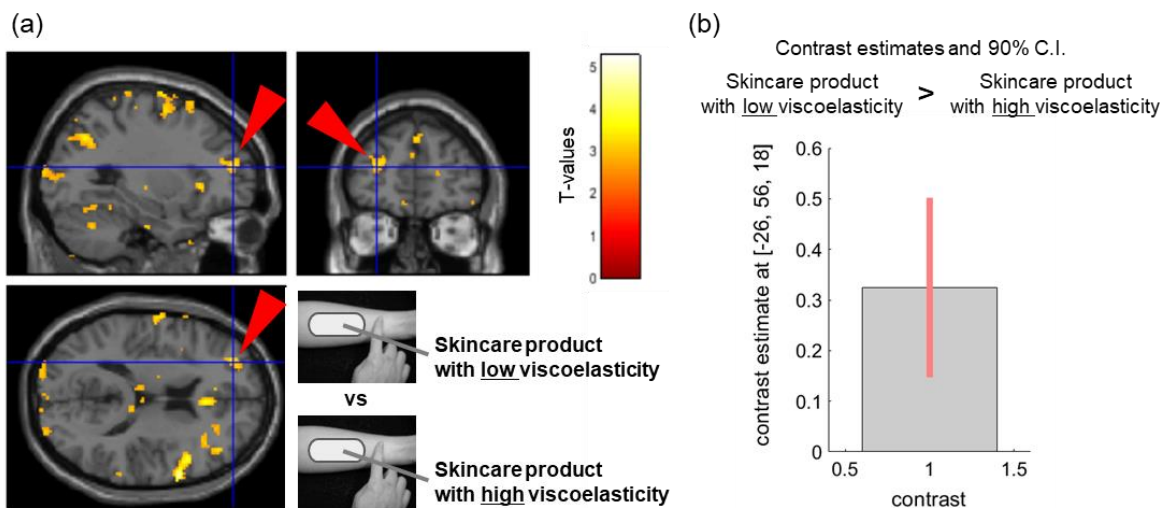 (a)
T-values
5
4
3
2
1
0
Skincare product
with low viscoelasticity
vs
Skincare product
with high viscoelasticity
(b)
Contrast estimates and 90% C.I.
Skincare product
with low viscoelasticity
>
Skincare product
with high viscoelasticity
contrast estimate at [-26, 56, 18]
0.6
0.5
0.4
0.3
0.2
0.1
0
0.5 1 1.5
contrast